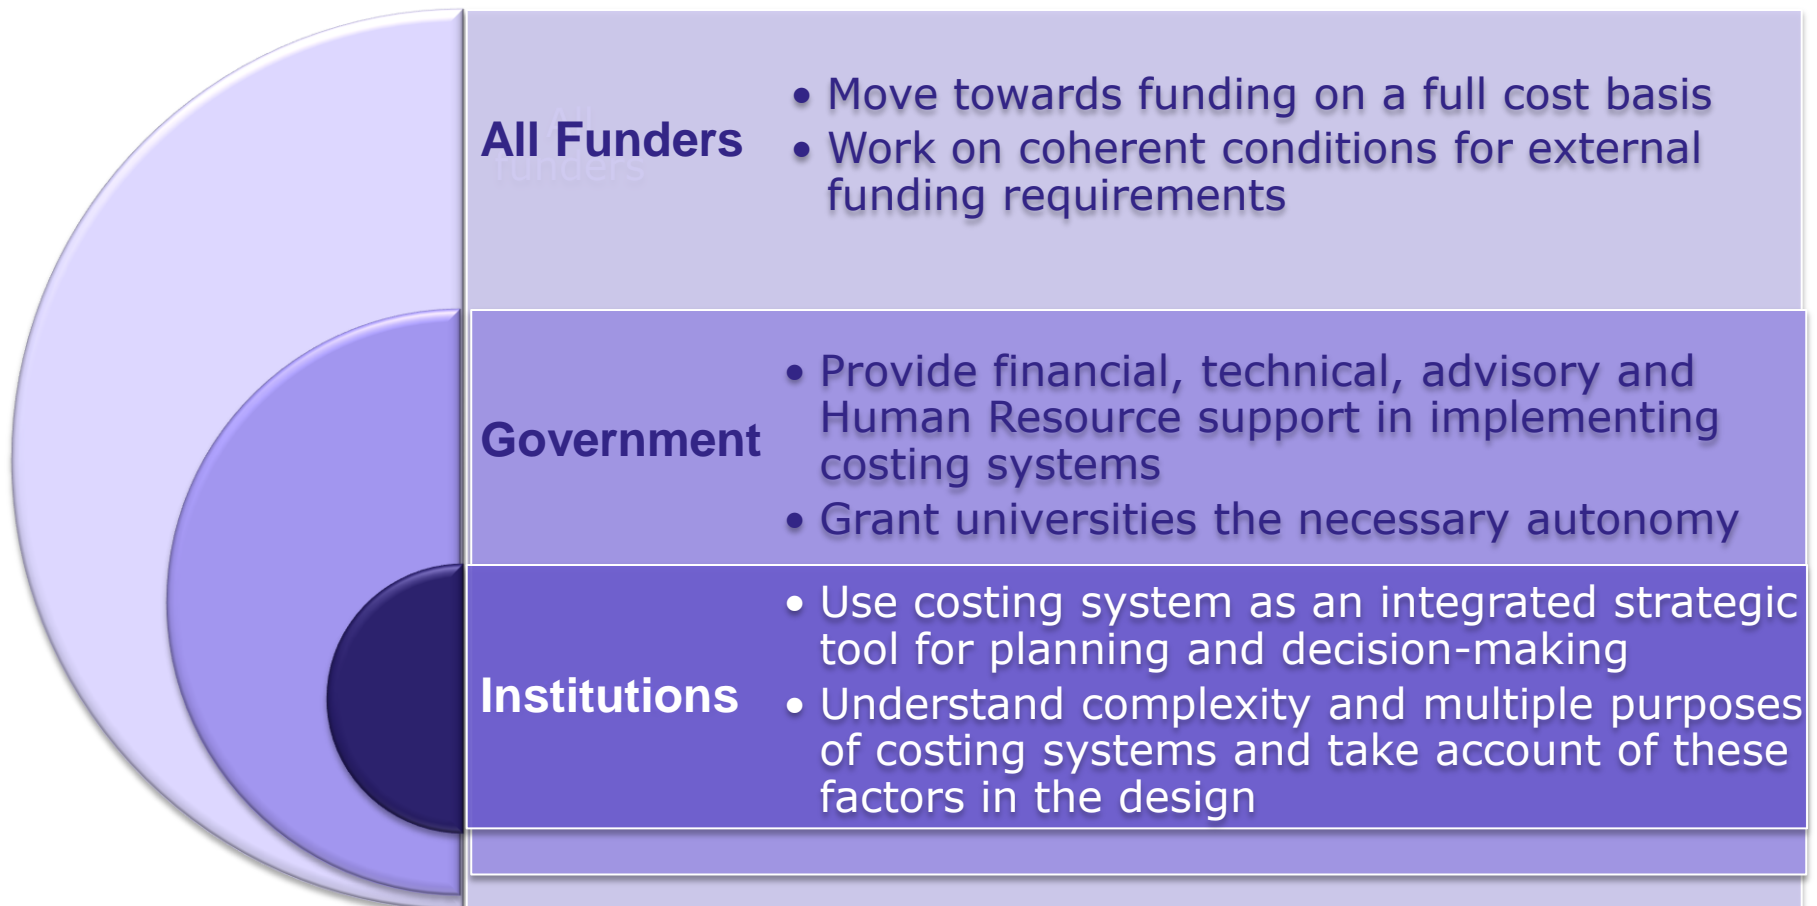 All Funders
All
funders
• Move towards funding on a full cost basis
• Work on coherent conditions for external
funding requirements
Government
• Provide financial, technical, advisory and
Human Resource support in implementing
costing systems
• Grant universities the necessary autonomy
Institutions
• Use costing system as an integrated strategic
tool for planning and decision-making
• Understand complexity and multiple purposes
of costing systems and take account of these
factors in the design